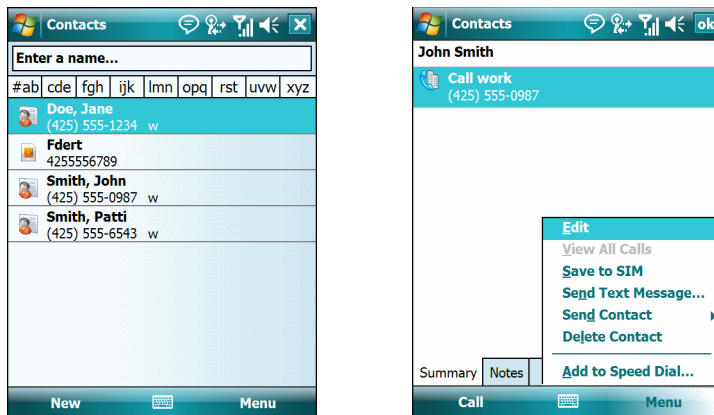 Contacts
Enter a name...
#ab cde fgh ijk lmn opq rst uvw xyz
Doe, Jane
(425) 555-1234 w
Fdert
4255556789
Smith, John
(425) 555-0987 w
Smith, Patti
(425) 555-6543 w
New Menu
Contacts ok
John Smith
Call work
(425) 555-0987
Edit
View All Calls
Save to SIM
Send Text Message...
Send Contact
Delete Contact
Add to Speed Dial...
Summary Notes
Call Menu